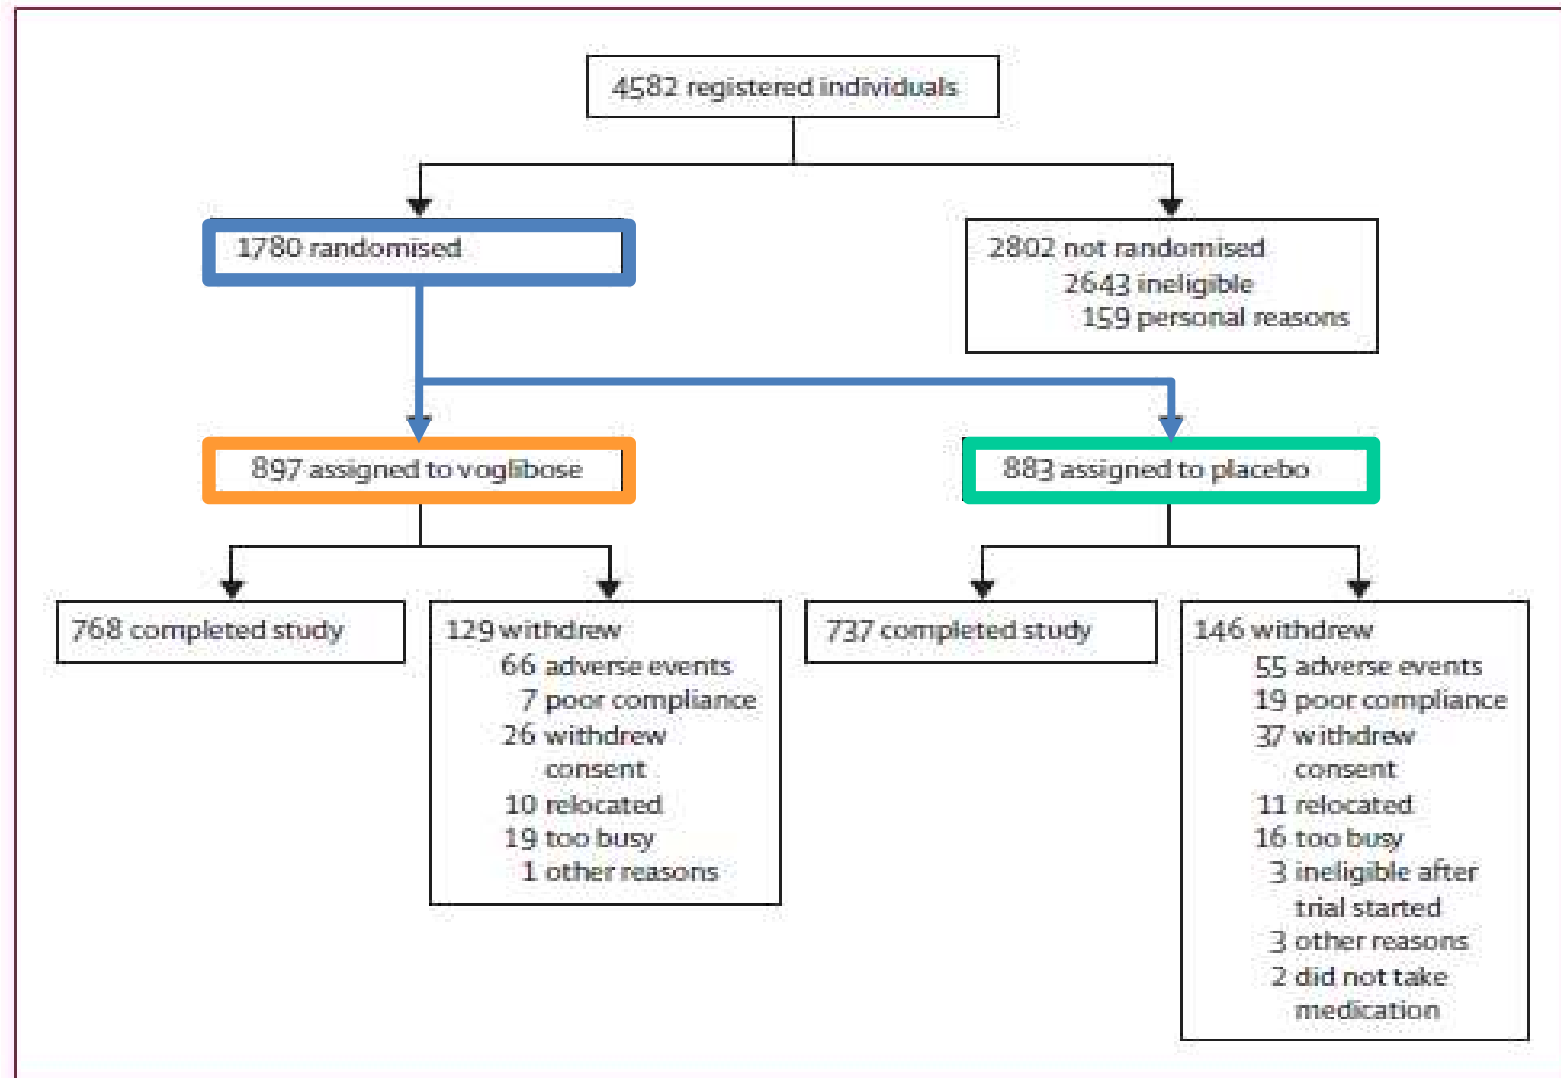 4582 registered individuals
1780 randomised
2802 not randomised
2643 ineligible
159 personal reasons
897 assigned to voglibose
883 assigned to placebo
768 completed study
129 withdrew
66 adverse events
7 poor compliance
26 withdrew
consent
10 relocated
19 too busy
1 other reasons
737 completed study
146 withdrew
55 adverse events
19 poor compliance
37 withdrew
consent
11 relocated
16 too busy
3 ineligible after
trial started
3 other reasons
2 did not take
medication